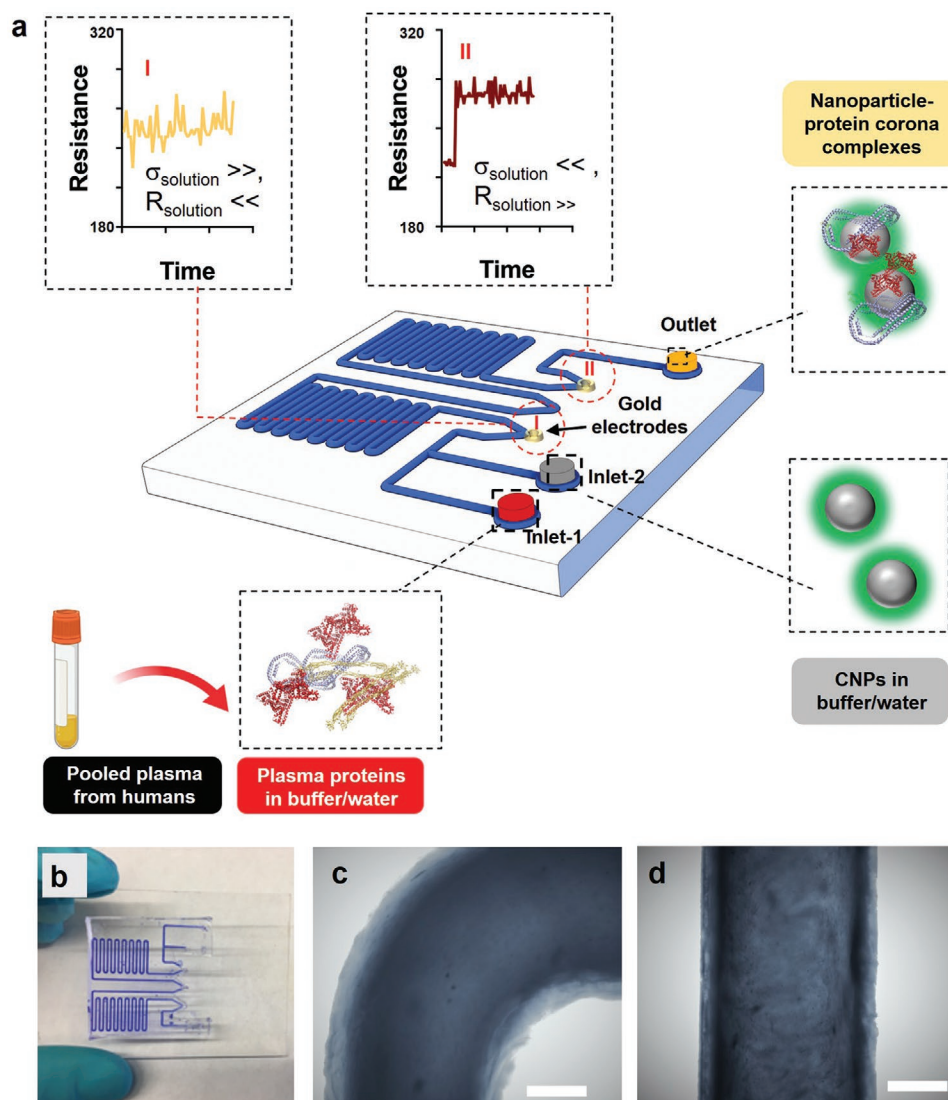 a
320
Resistance
I
σsolution >>,
Rsolution <<
180
Time
320
Resistance
II
σsolution << ,
Rsolution >>
180
Time
Nanoparticle-
protein corona
complexes
Outlet
II
I
Gold
electrodes
Inlet-2
Inlet-1
CNPs in
buffer/water
Pooled plasma
from humans
Plasma proteins
in buffer/water
b
c
d